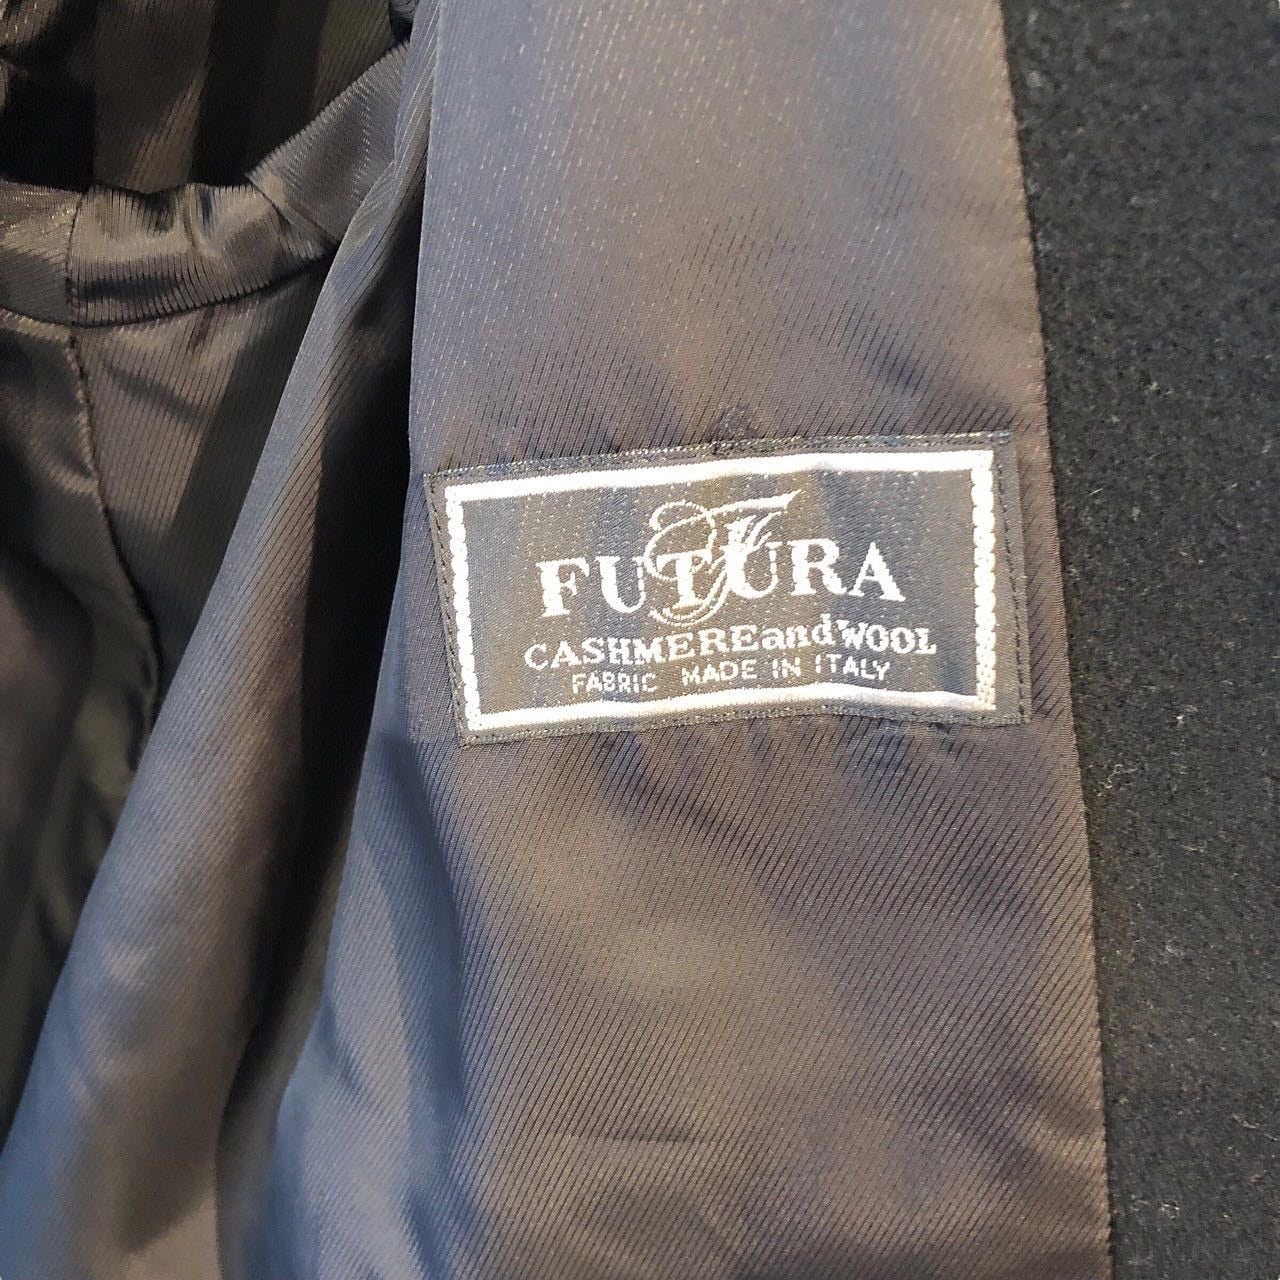 FUTURA
CASHMERE and WOOL
FABRIC MADE IN ITALY